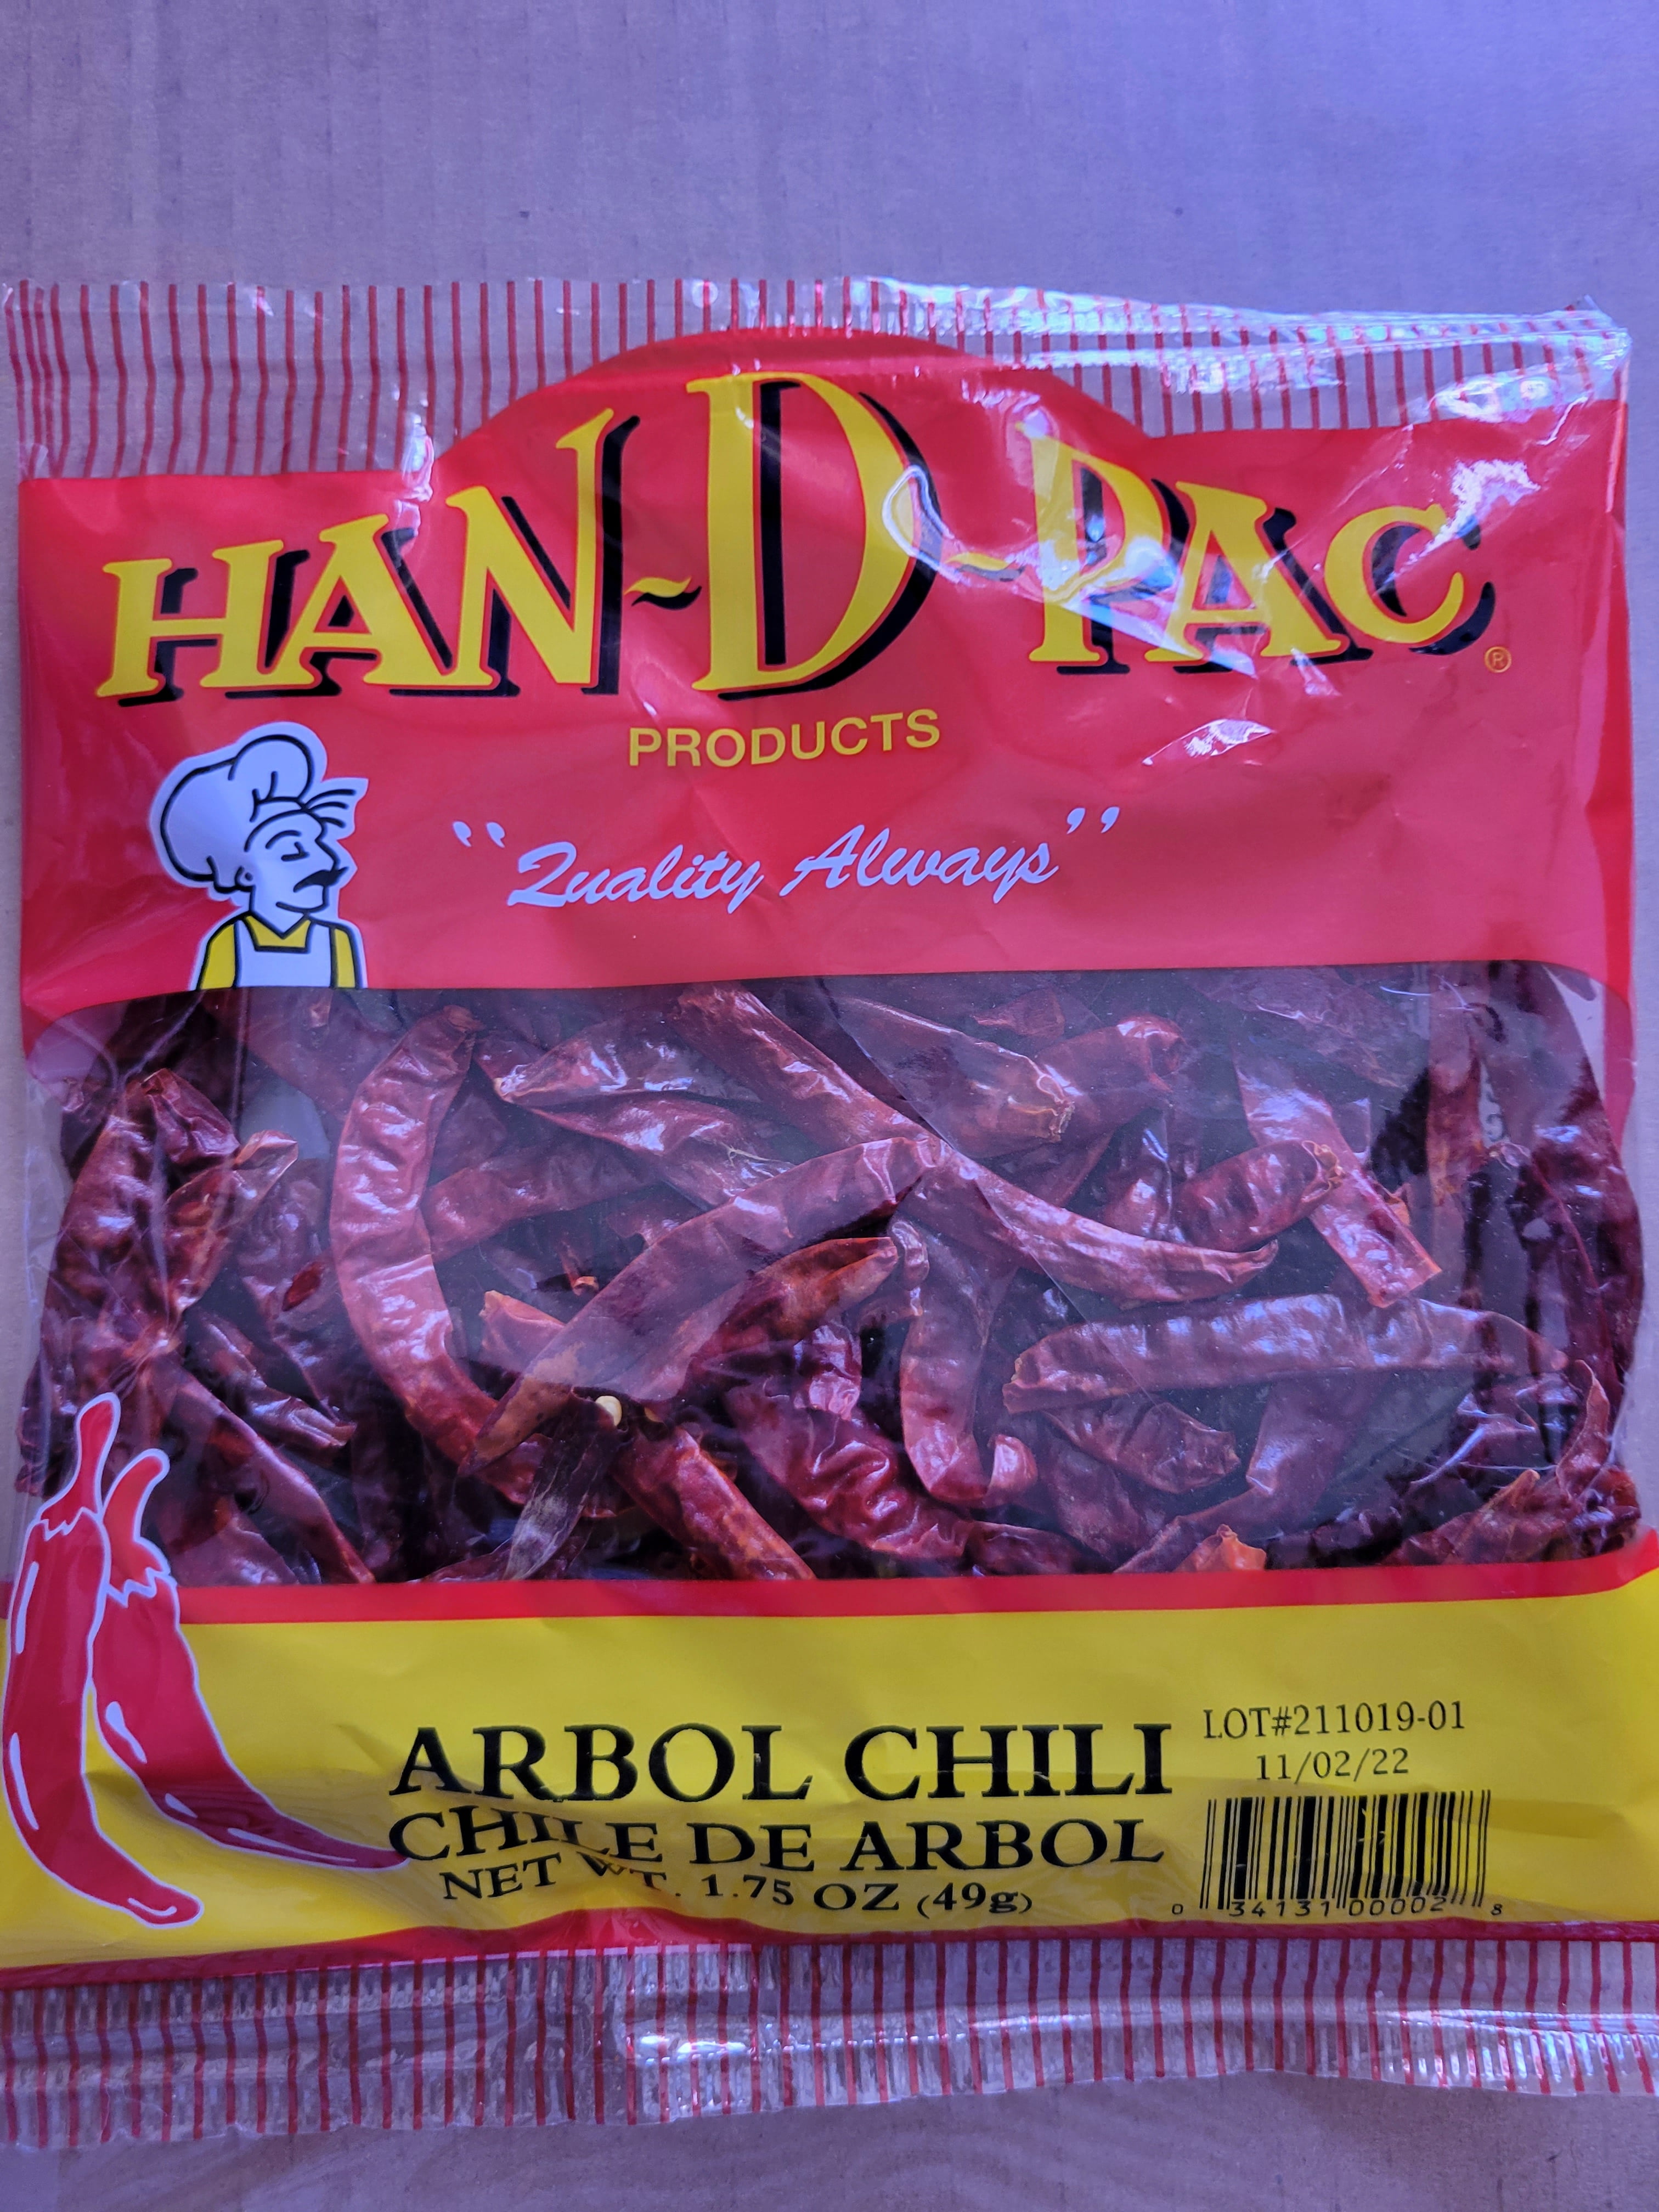 HAN-D-PAC®
PRODUCTS
"Quality Always"
ARBOL CHILI
CHILE DE ARBOL
NET WT. 1.75 OZ (49g)
LOT#211019-01
11/02/22
0 34131 00002 8